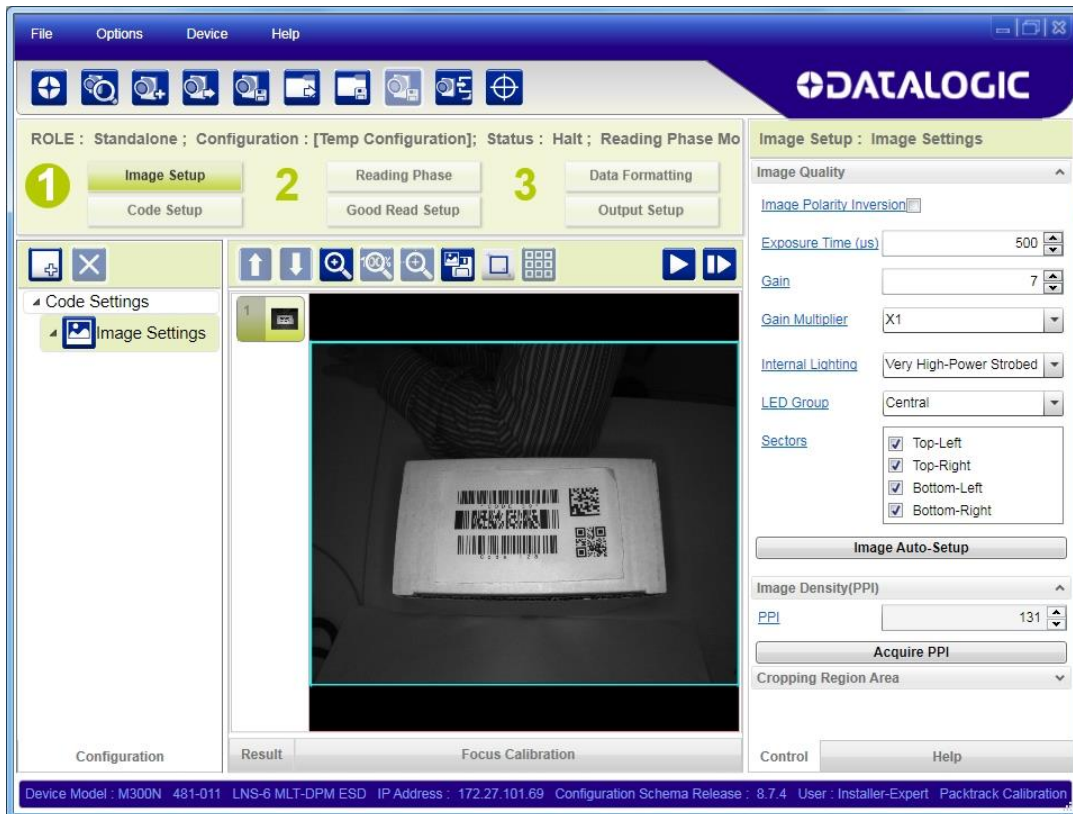 File Options Device Help
DATALOGIC
ROLE : Standalone ; Configuration : [Temp Configuration]; Status : Halt ; Reading Phase Mo
1 Image Setup 2 Reading Phase 3 Data Formatting
Code Setup Good Read Setup Output Setup
100%
Code Settings
Image Settings
1
Configuration
Result Focus Calibration
Image Setup : Image Settings
Image Quality
Image Polarity Inversion
Exposure Time (µs) 500
Gain 7
Gain Multiplier X1
Internal Lighting Very High-Power Strobed
LED Group Central
Sectors Top-Left
Top-Right
Bottom-Left
Bottom-Right
Image Auto-Setup
Image Density(PPI)
PPI 131
Acquire PPI
Cropping Region Area
Control Help
Device Model : M300N 481-011 LNS-6 MLT-DPM ESD IP Address : 172.27.101.69 Configuration Schema Release : 8.7.4 User : Installer-Expert Packtrack Calibration